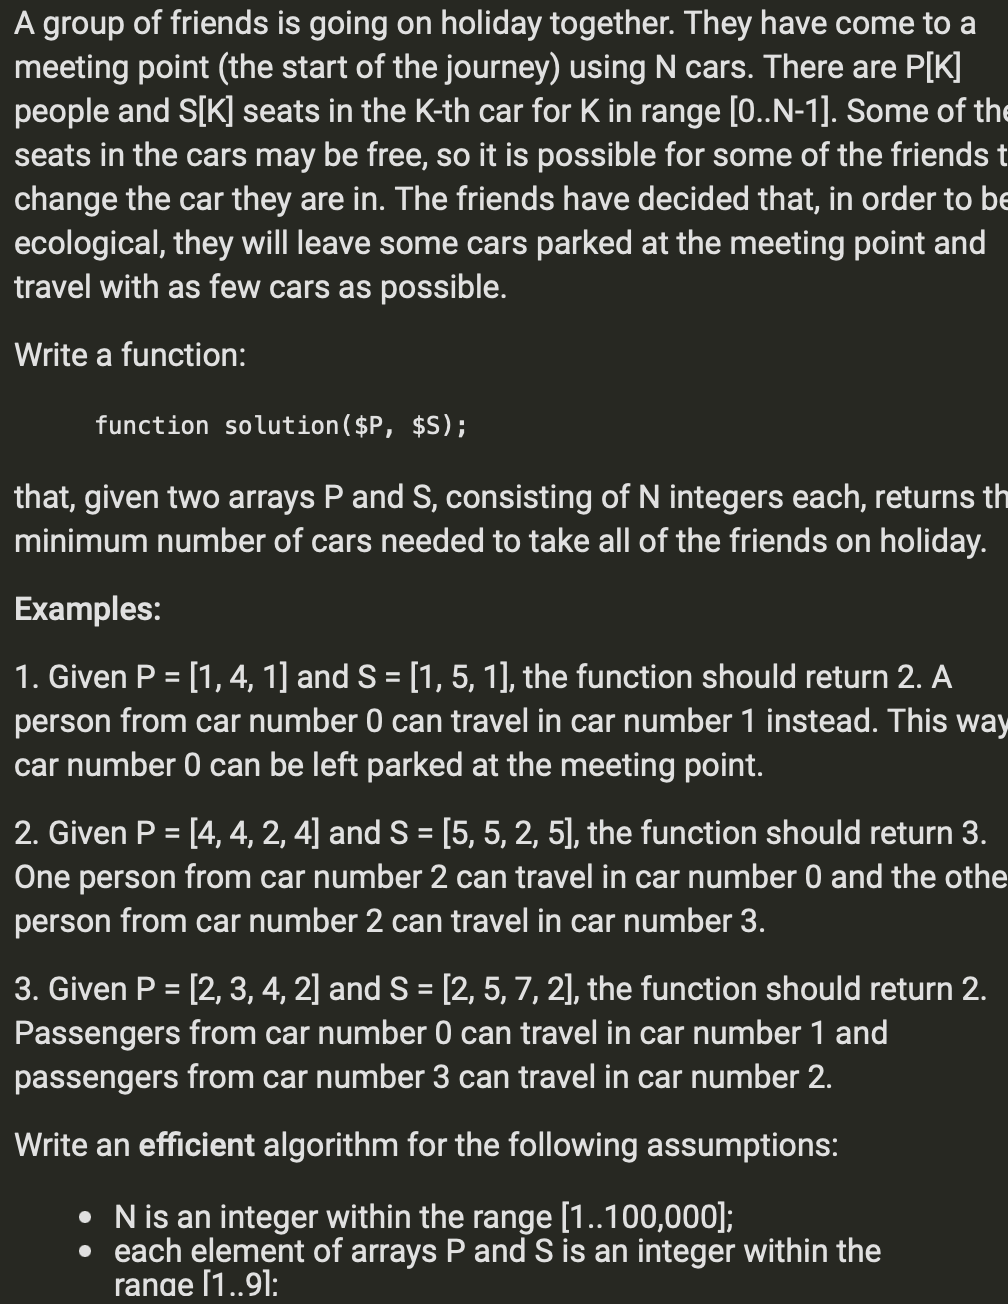 A group of friends is going on holiday together. They have come to a
meeting point (the start of the journey) using N cars. There are P[K]
people and S[K] seats in the K-th car for K in range [0..N-1]. Some of the
seats in the cars may be free, so it is possible for some of the friends t
change the car they are in. The friends have decided that, in order to be
ecological, they will leave some cars parked at the meeting point and
travel with as few cars as possible.
Write a function:
function solution($P, $S);
that, given two arrays P and S, consisting of N integers each, returns th
minimum number of cars needed to take all of the friends on holiday.
Examples:
1. Given P = [1, 4, 1] and S = [1, 5, 1], the function should return 2. A
person from car number 0 can travel in car number 1 instead. This way
car number 0 can be left parked at the meeting point.
2. Given P = [4, 4, 2, 4] and S = [5, 5, 2, 5], the function should return 3.
One person from car number 2 can travel in car number 0 and the othe
person from car number 2 can travel in car number 3.
3. Given P = [2, 3, 4, 2] and S = [2, 5, 7, 2], the function should return 2.
Passengers from car number 0 can travel in car number 1 and
passengers from car number 3 can travel in car number 2.
Write an efficient algorithm for the following assumptions:
• N is an integer within the range [1..100,000];
• each element of arrays P and S is an integer within the
range [1..9];